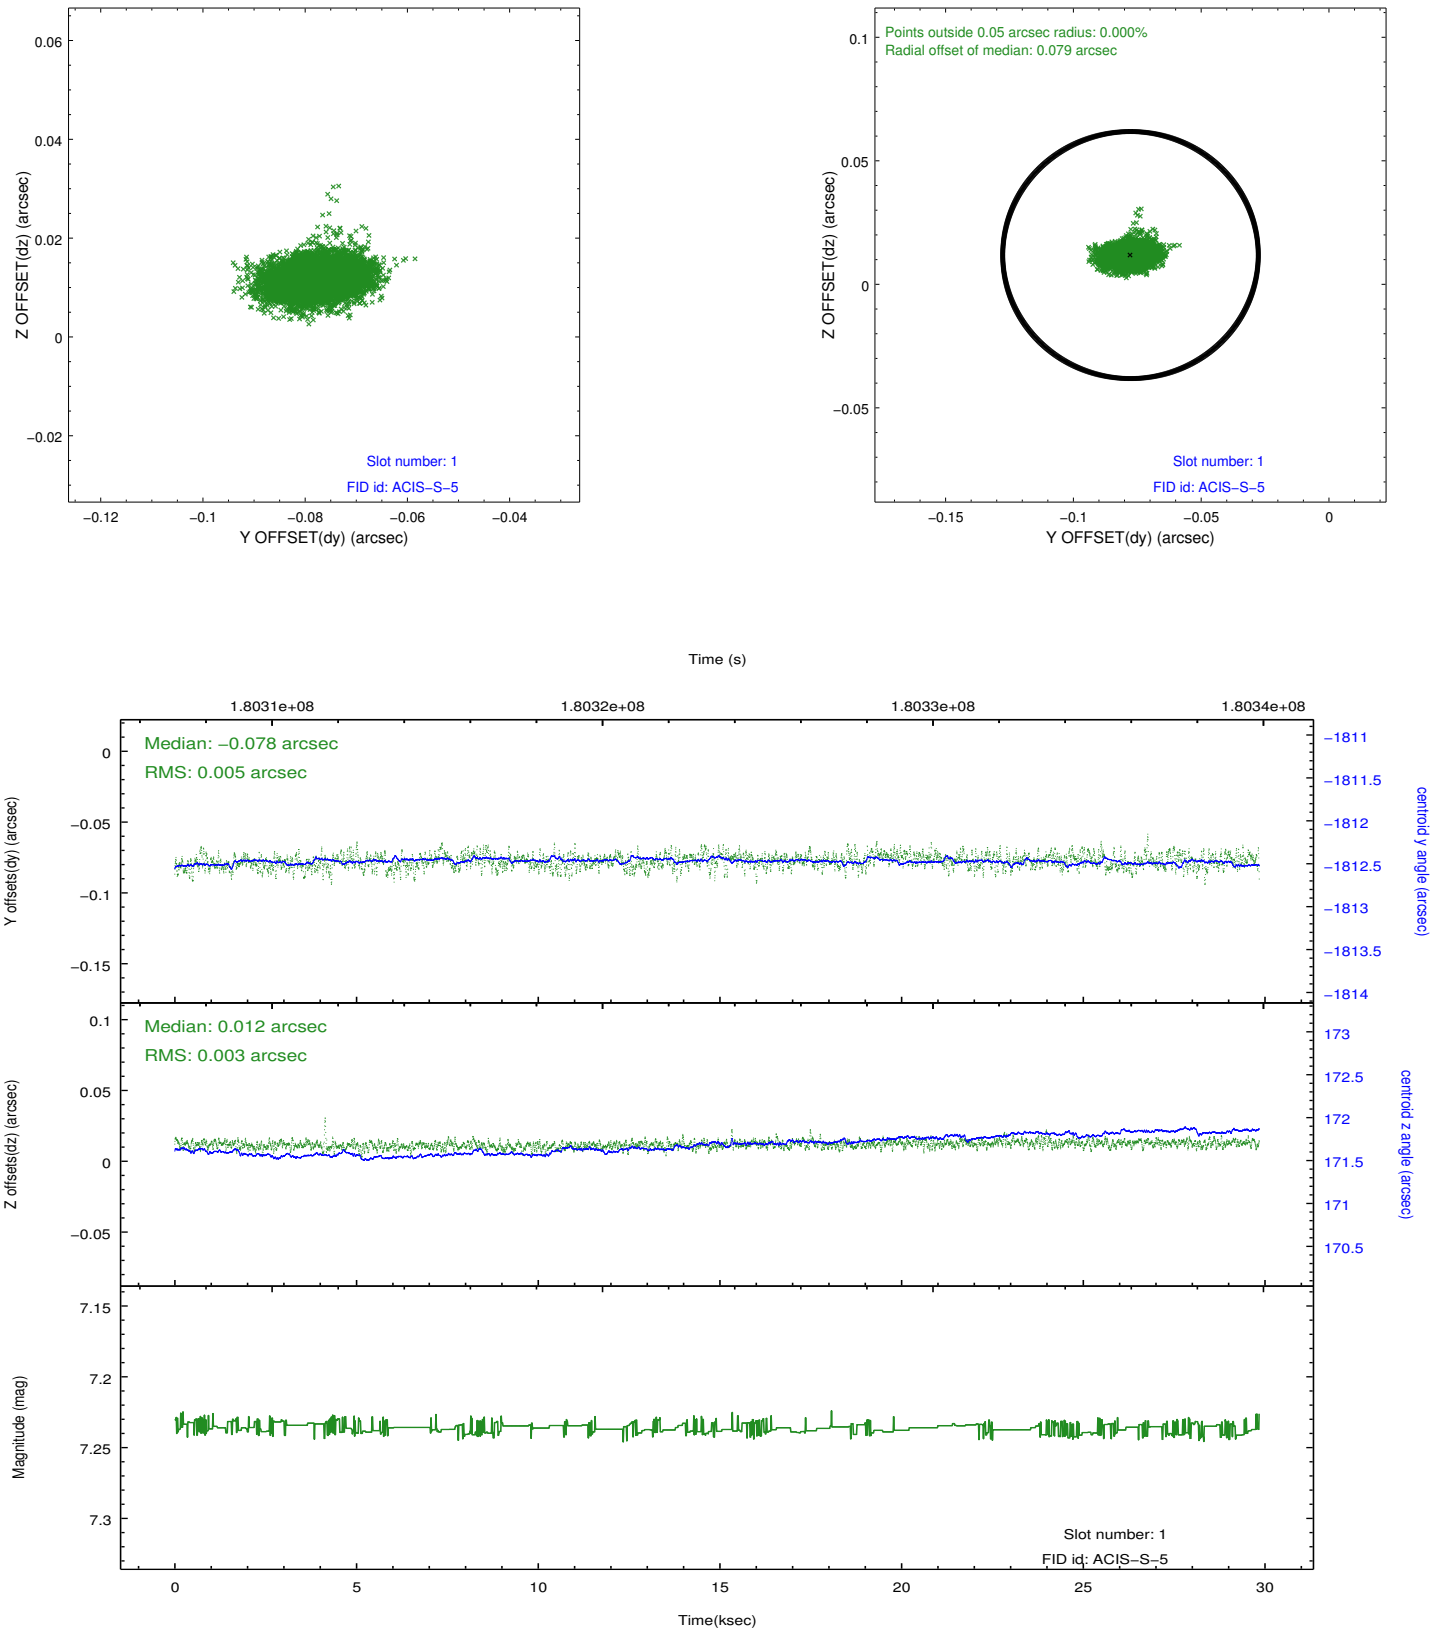 0.06
0.04
0.02
0
−0.02
Z OFFSET(dz) (arcsec)
Slot number: 1
FID id: ACIS−S−5
−0.12
−0.1
−0.08
−0.06
−0.04
Y OFFSET(dy) (arcsec)
Points outside 0.05 arcsec radius: 0.000%
Radial offset of median: 0.079 arcsec
0.1
0.05
0
−0.05
Z OFFSET(dz) (arcsec)
Slot number: 1
FID id: ACIS−S−5
−0.15
−0.1
−0.05
0
Y OFFSET(dy) (arcsec)
Time (s)
1.8031e+08
1.8032e+08
1.8033e+08
1.8034e+08
Median: −0.078 arcsec
RMS: 0.005 arcsec
0
−0.05
−0.1
−0.15
Y offsets(dy) (arcsec)
−1811
−1811.5
−1812
−1812.5
−1813
−1813.5
−1814
centroid y angle (arcsec)
Median: 0.012 arcsec
RMS: 0.003 arcsec
0.1
0.05
0
−0.05
Z offsets(dz) (arcsec)
173
172.5
172
171.5
171
170.5
centroid z angle (arcsec)
7.15
7.2
7.25
7.3
Magnitude (mag)
Slot number: 1
FID id: ACIS−S−5
0
5
10
15
20
25
30
Time(ksec)